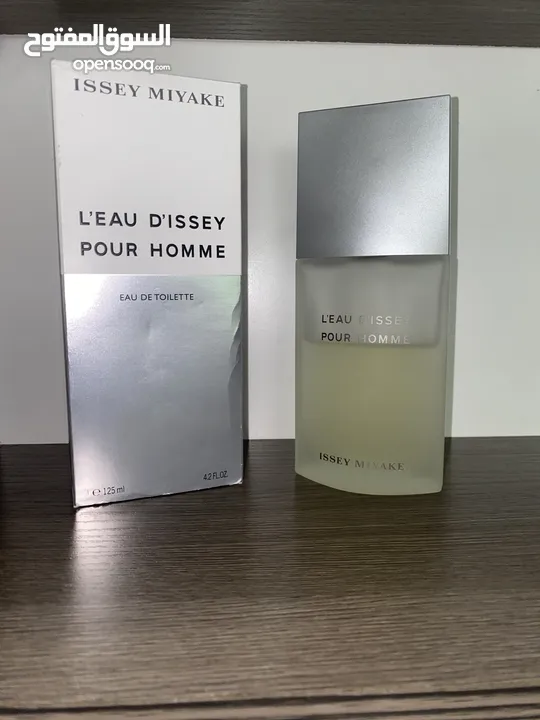 السوق المفتوح
opensooq.com
ISSEY MIYAKE
L'EAU D'ISSEY
POUR HOMME
EAU DE TOILETTE
℮ 125 ml
4.2 FL.OZ
L'EAU D'ISSEY
POUR HOMME
ISSEY MIYAKE